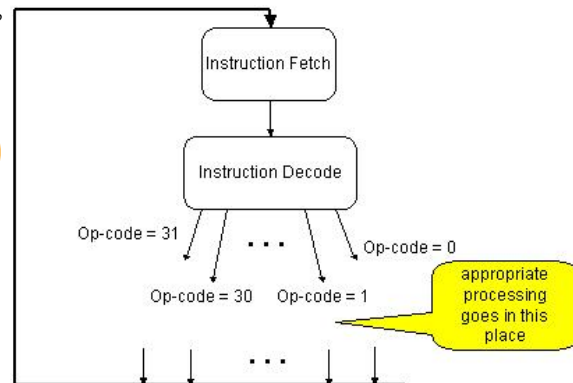 Instruction Fetch
Instruction Decode
Op-code = 31
...
Op-code = 0
Op-code = 30
Op-code = 1
appropriate
processing
goes in this
place
...